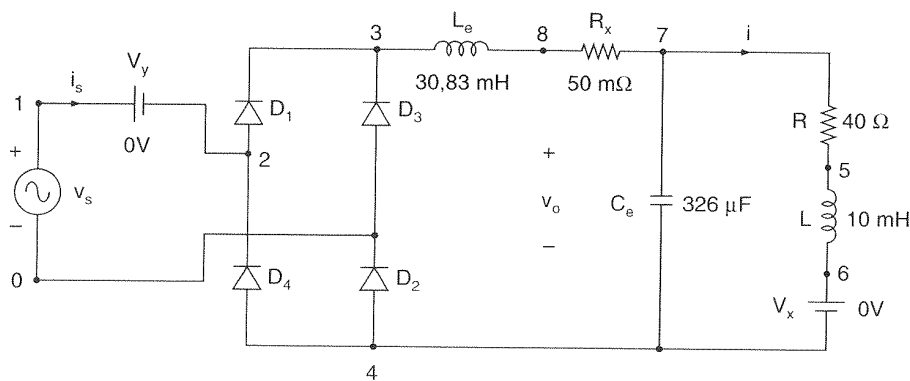 3
L_e
8
R_x
7
i
30,83 mH
50 mΩ
V_y
1
i_s
D_1
D_3
0V
2
+
v_s
−
R
40 Ω
5
+
v_o
−
C_e
326 μF
L
10 mH
0
D_4
D_2
6
V_x
0V
4